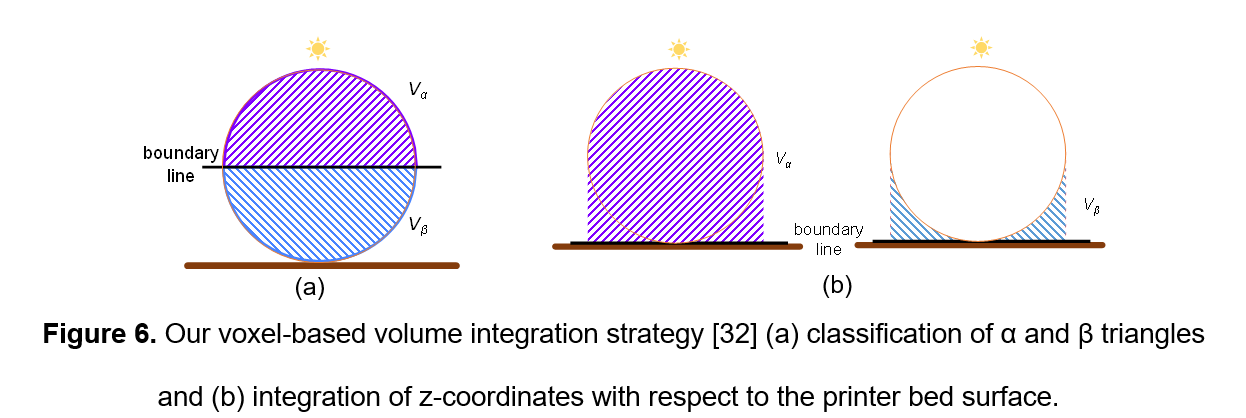 Vα
boundary
line
Vβ
(a)
Vα
boundary
line
Vβ
(b)
Figure 6. Our voxel-based volume integration strategy [32] (a) classification of α and β triangles
and (b) integration of z-coordinates with respect to the printer bed surface.